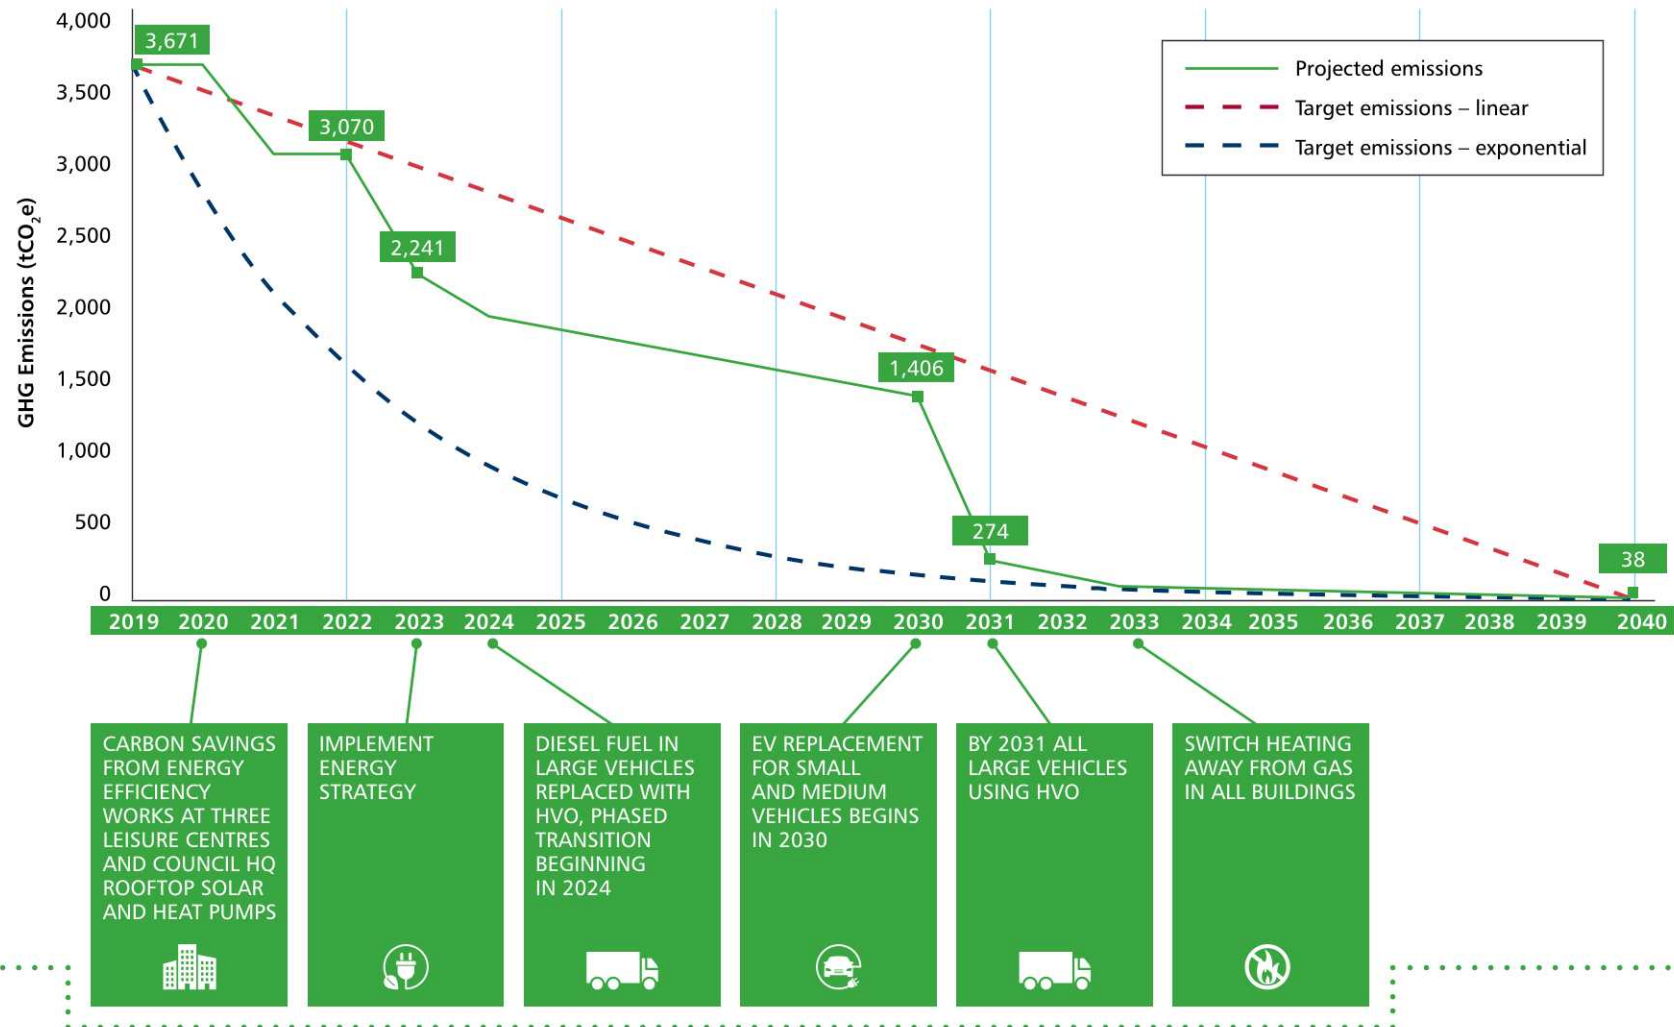 4,000
3,500
3,000
2,500
2,000
1,500
1,000
500
0
GHG Emissions (tCO₂e)
3,671
3,070
2,241
1,406
274
38
Projected emissions
Target emissions – linear
Target emissions – exponential
2019 2020 2021 2022 2023 2024 2025 2026 2027 2028 2029 2030 2031 2032 2033 2034 2035 2036 2037 2038 2039 2040
CARBON SAVINGS
FROM ENERGY
EFFICIENCY
WORKS AT THREE
LEISURE CENTRES
AND COUNCIL HQ
ROOFTOP SOLAR
AND HEAT PUMPS
IMPLEMENT
ENERGY
STRATEGY
DIESEL FUEL IN
LARGE VEHICLES
REPLACED WITH
HVO, PHASED
TRANSITION
BEGINNING
IN 2024
EV REPLACEMENT
FOR SMALL
AND MEDIUM
VEHICLES BEGINS
IN 2030
BY 2031 ALL
LARGE VEHICLES
USING HVO
SWITCH HEATING
AWAY FROM GAS
IN ALL BUILDINGS